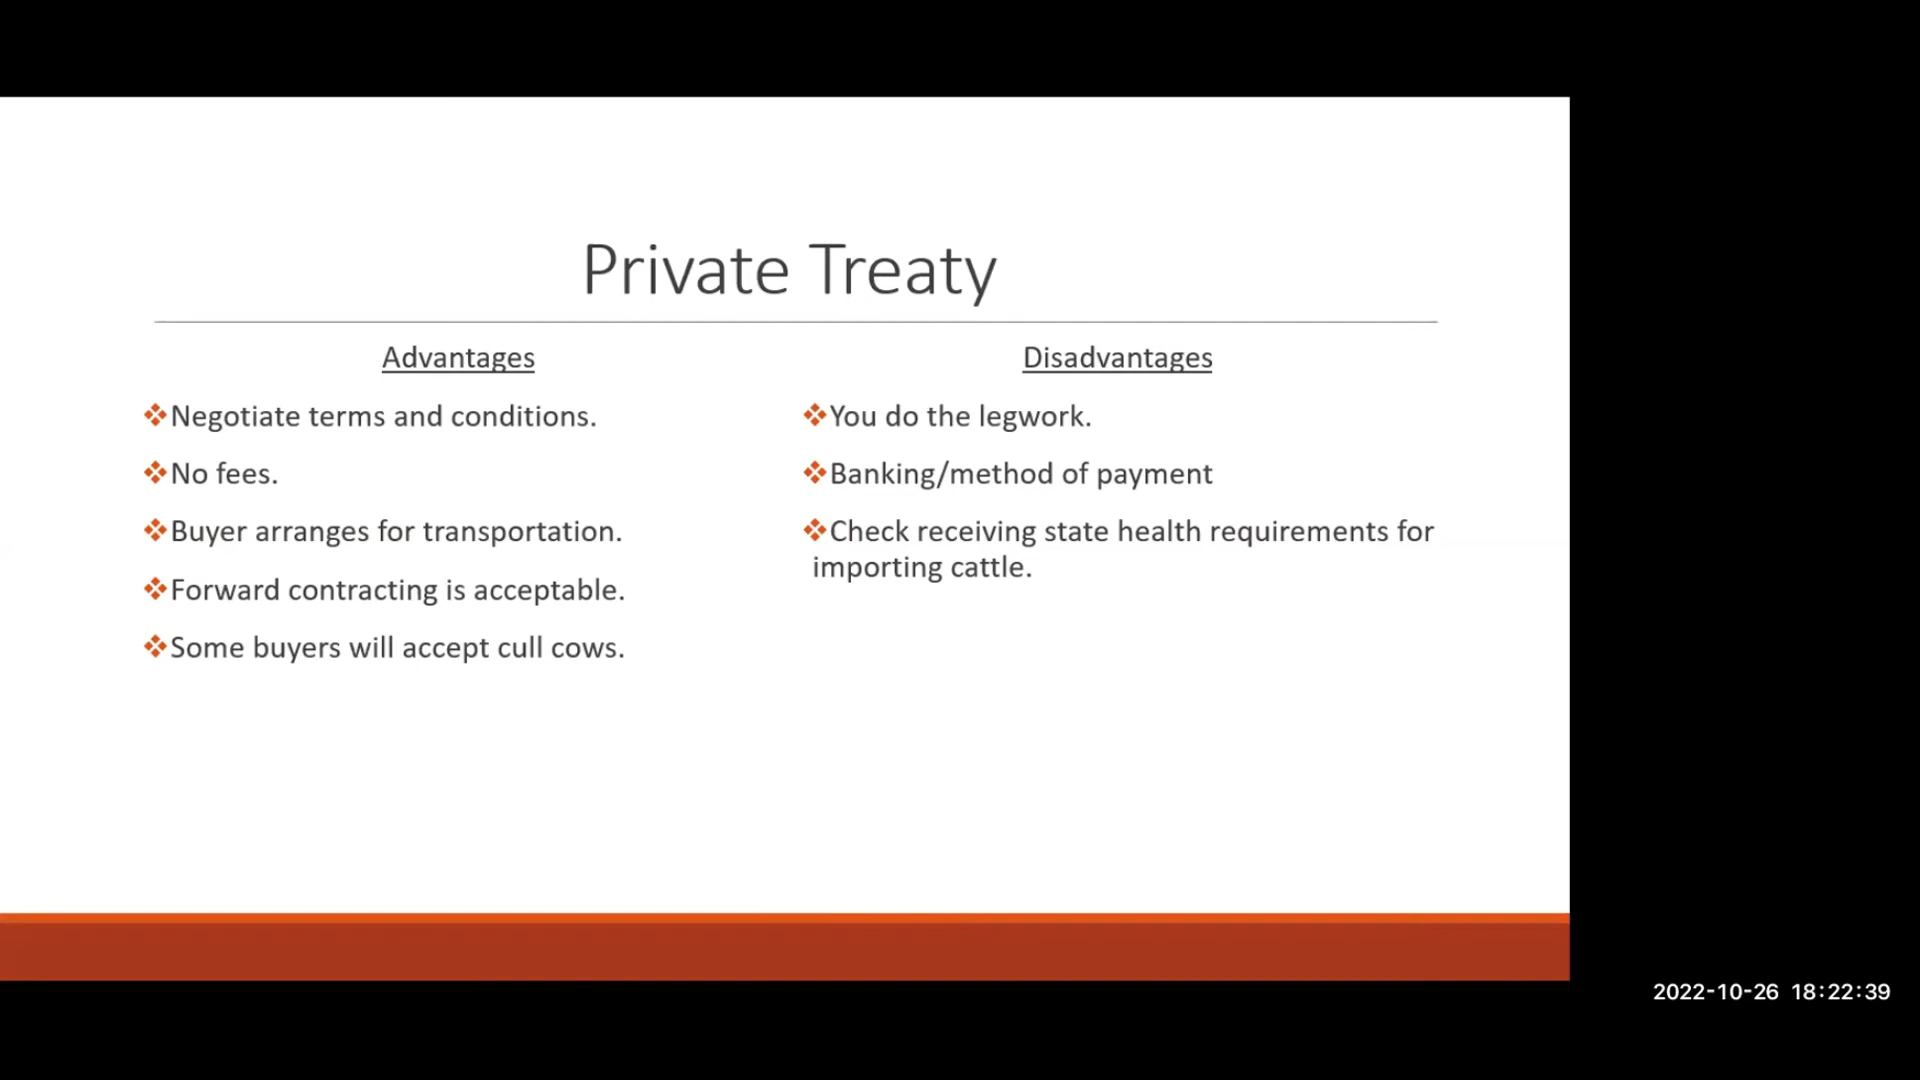 Private Treaty
Advantages
Negotiate terms and conditions.
No fees.
Buyer arranges for transportation.
Forward contracting is acceptable.
Some buyers will accept cull cows.
Disadvantages
You do the legwork.
Banking/method of payment
Check receiving state health requirements for
importing cattle.
2022-10-26 18:22:39